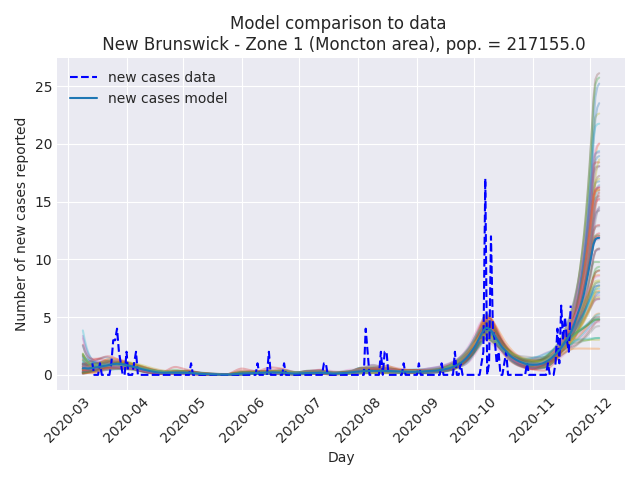 Model comparison to data
New Brunswick - Zone 1 (Moncton area), pop. = 217155.0
new cases data
new cases model
Number of new cases reported
25
20
15
10
5
0
2020-03
2020-04
2020-05
2020-06
2020-07
2020-08
2020-09
2020-10
2020-11
2020-12
Day